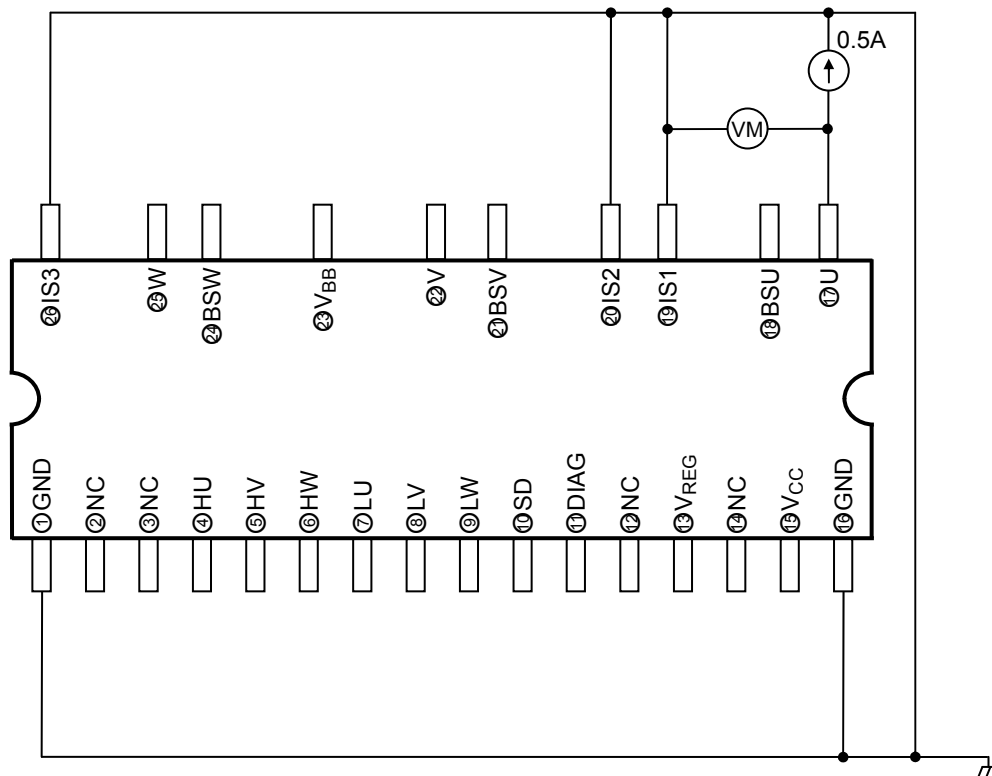 0.5A
VM
㉖IS3
㉕W
㉔BSW
㉓VBB
㉒V
㉑BSV
⑳IS2
⑲IS1
⑱BSU
⑰U
①GND
②NC
③NC
④HU
⑤HV
⑥HW
⑦LU
⑧LV
⑨LW
⑩SD
⑪DIAG
⑫NC
⑬VREG
⑭NC
⑮VCC
⑯GND